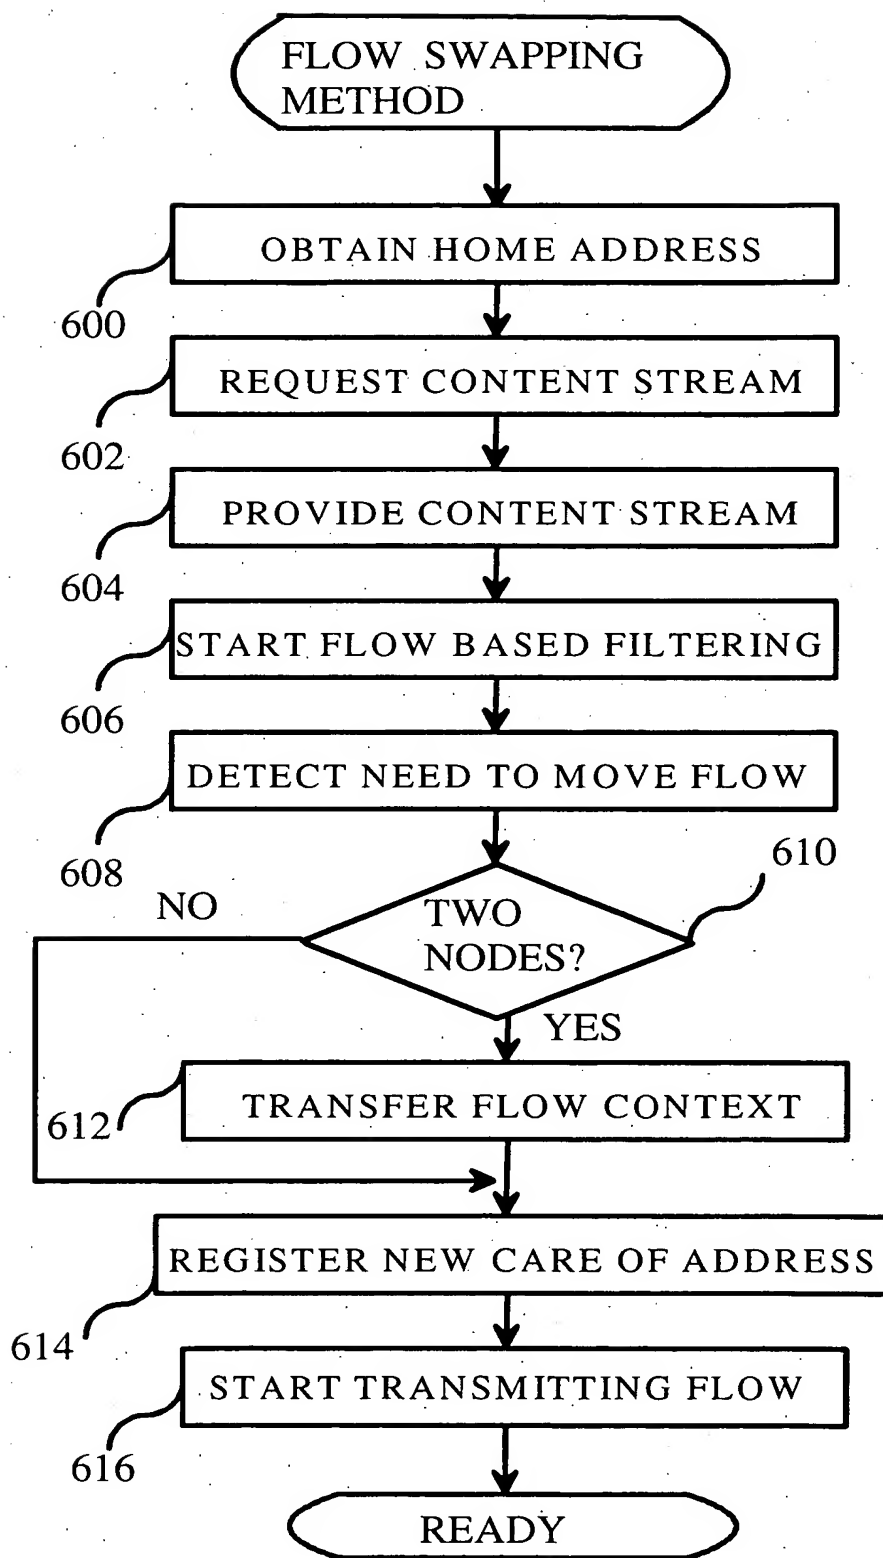 FLOW SWAPPING
METHOD
OBTAIN HOME ADDRESS
600
REQUEST CONTENT STREAM
602
PROVIDE CONTENT STREAM
604
START FLOW BASED FILTERING
606
DETECT NEED TO MOVE FLOW
608
610
NO
TWO
NODES?
YES
TRANSFER FLOW CONTEXT
612
REGISTER NEW CARE OF ADDRESS
614
START TRANSMITTING FLOW
616
READY